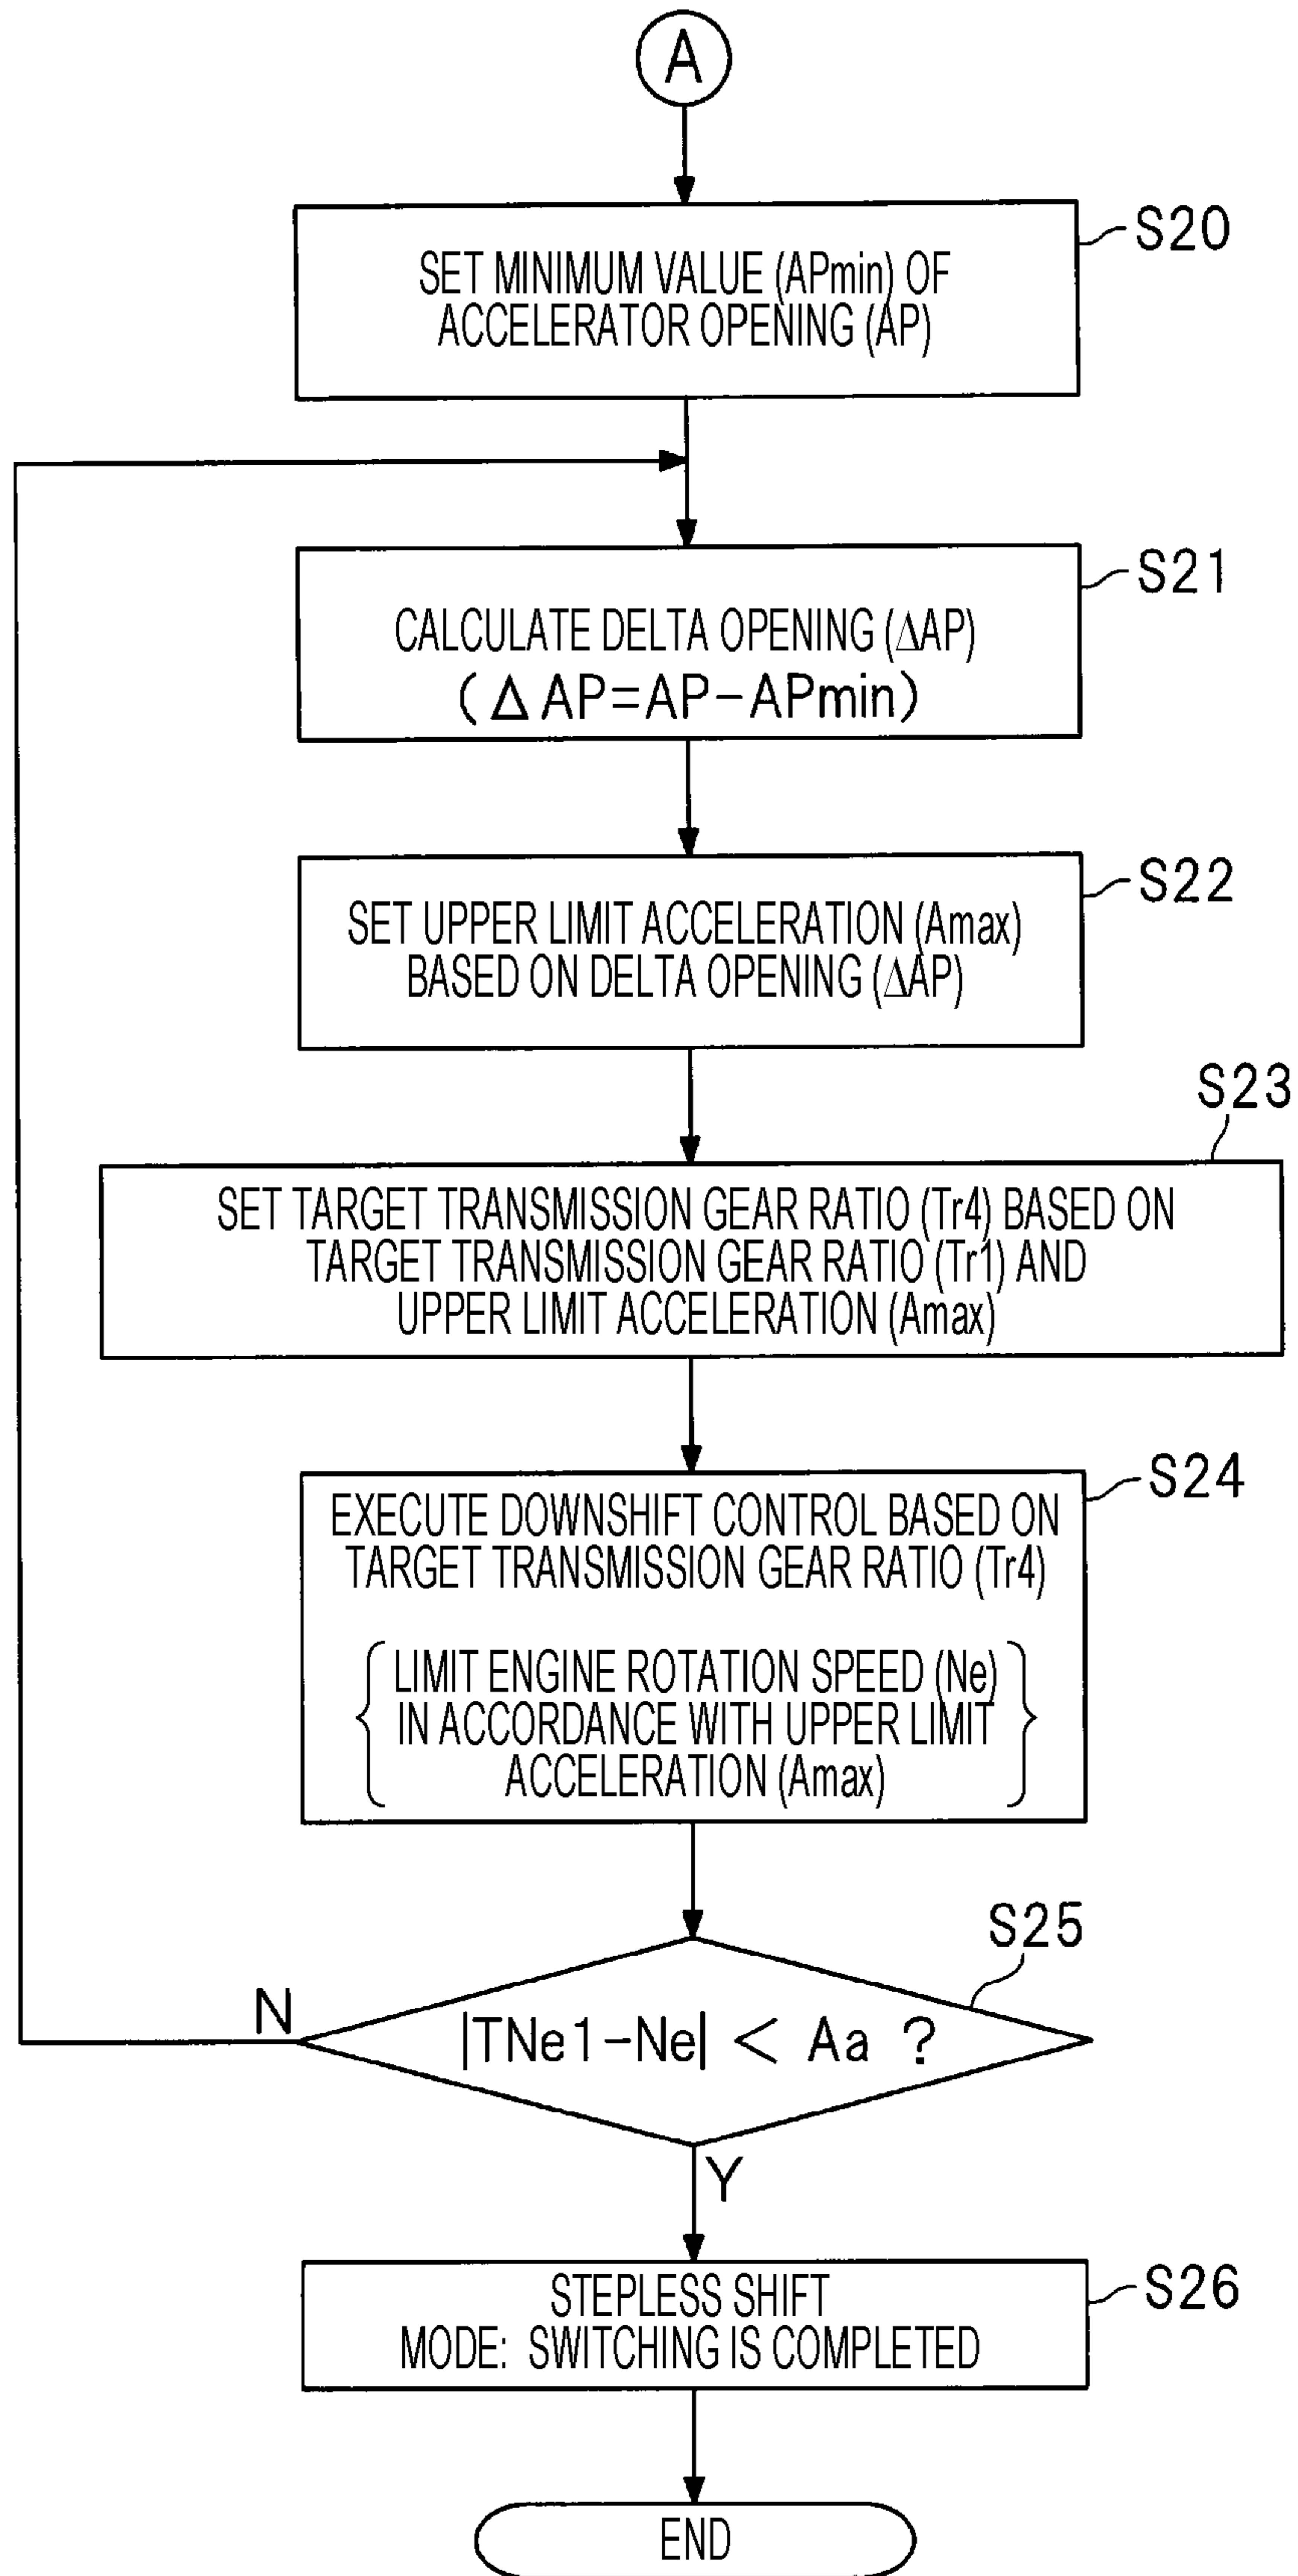 A
S20
SET MINIMUM VALUE (APmin) OF
ACCELERATOR OPENING (AP)
S21
CALCULATE DELTA OPENING (ΔAP)
(ΔAP=AP-APmin)
S22
SET UPPER LIMIT ACCELERATION (Amax)
BASED ON DELTA OPENING (ΔAP)
S23
SET TARGET TRANSMISSION GEAR RATIO (Tr4) BASED ON
TARGET TRANSMISSION GEAR RATIO (Tr1) AND
UPPER LIMIT ACCELERATION (Amax)
S24
EXECUTE DOWNSHIFT CONTROL BASED ON
TARGET TRANSMISSION GEAR RATIO (Tr4)
LIMIT ENGINE ROTATION SPEED (Ne)
IN ACCORDANCE WITH UPPER LIMIT
ACCELERATION (Amax)
S25
N
|TNe1-Ne| < Aa ?
Y
S26
STEPLESS SHIFT
MODE: SWITCHING IS COMPLETED
END